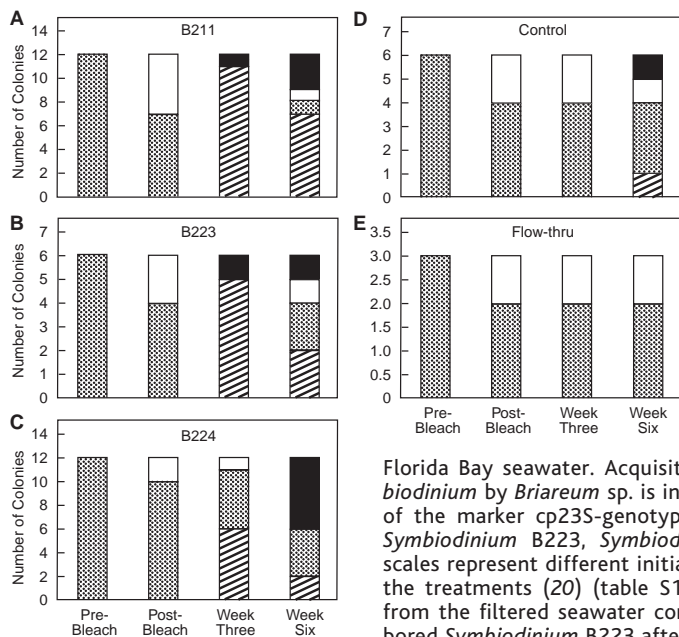 A
B211
Number of Colonies
14
12
10
8
6
4
2
0
B
B223
Number of Colonies
7
6
5
4
3
2
1
0
C
B224
Number of Colonies
14
12
10
8
6
4
2
0
Pre-
Bleach
Post-
Bleach
Week
Three
Week
Six
D
Control
7
6
5
4
3
2
1
0
E
Flow-thru
3.5
3.0
2.5
2.0
1.5
1.0
0.5
0
Pre-
Bleach
Post-
Bleach
Week
Three
Week
Six
Florida Bay seawater. Acquisit
biodinium by Briareum sp. is in
of the marker cp23S-genotyp
Symbiodinium B223, Symbiod
scales represent different initia
the treatments (20) (table S1
from the filtered seawater con
bored Symbiodinium B223 afte